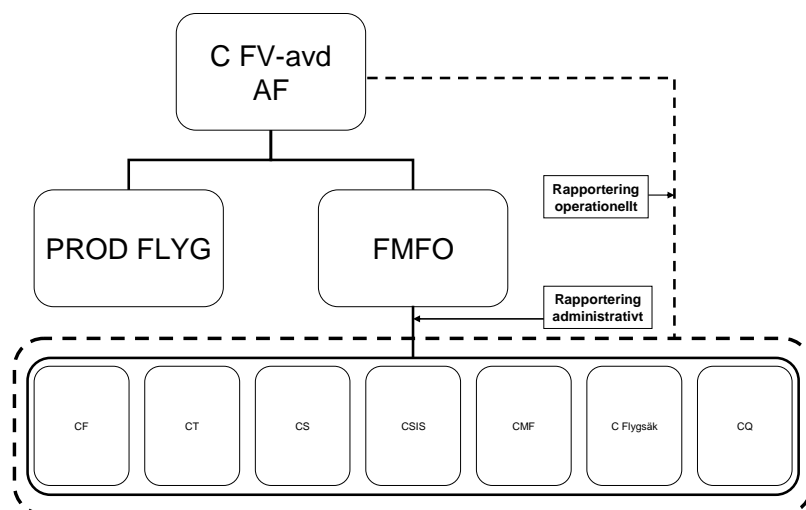 C FV-avd
AF
PROD FLYG
FMFO
Rapportering
operationellt
Rapportering
administrativt
CF
CT
CS
CSIS
CMF
C Flygsäk
CQ